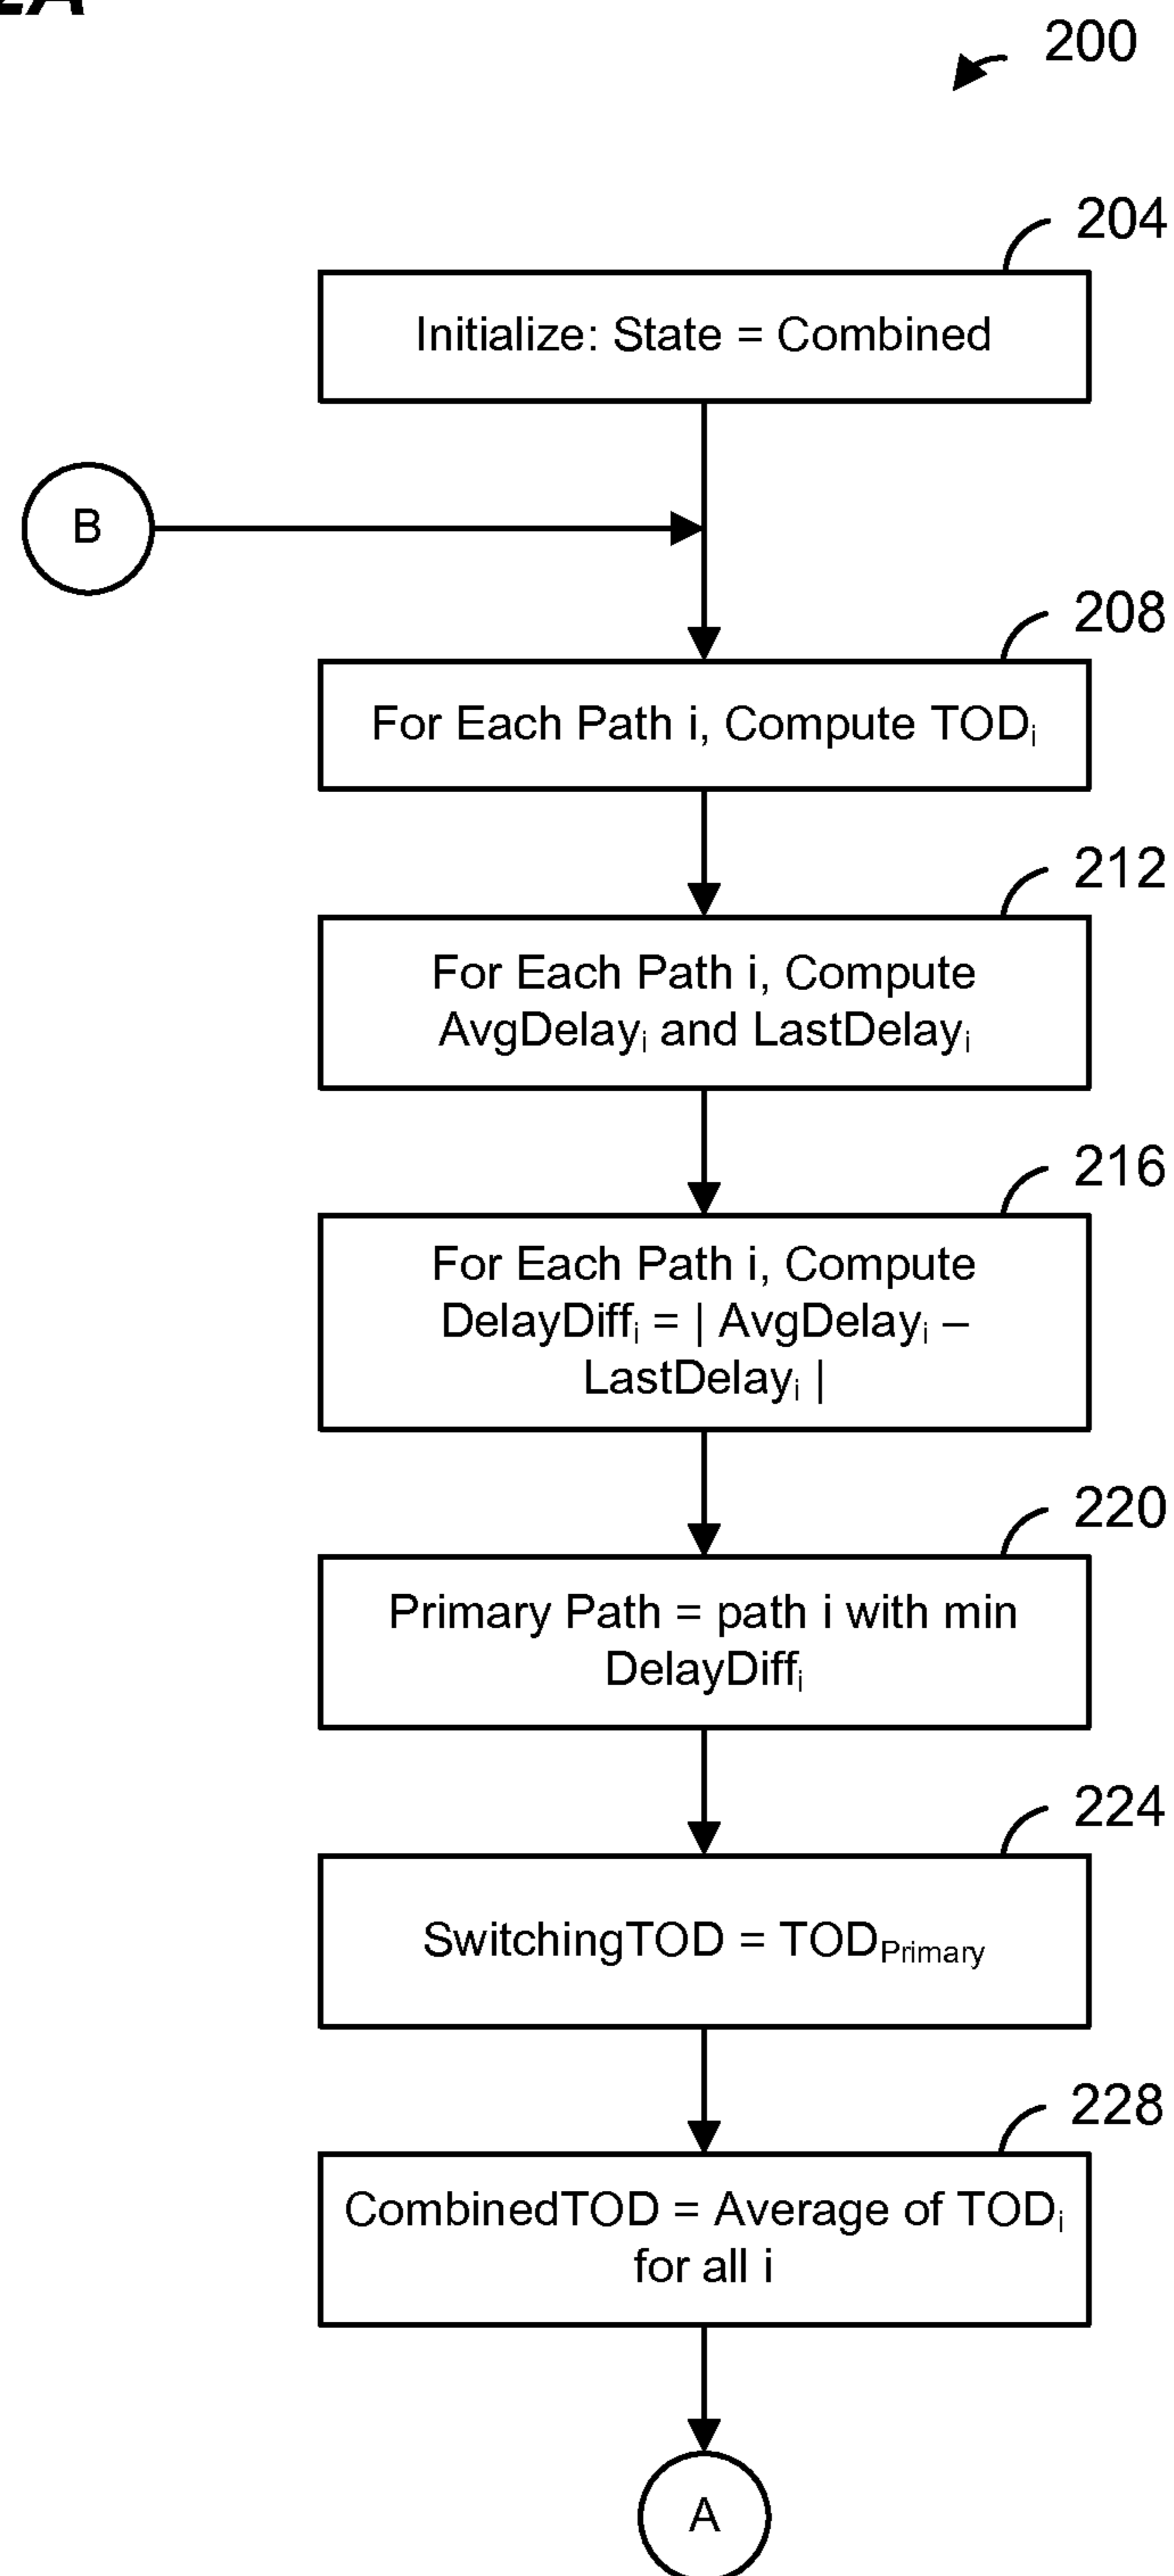 200
204
Initialize: State = Combined
B
208
For Each Path i, Compute TODi
212
For Each Path i, Compute
AvgDelayi and LastDelayi
216
For Each Path i, Compute
DelayDiffi = | AvgDelayi –
LastDelayi |
220
Primary Path = path i with min
DelayDiffi
224
SwitchingTOD = TODPrimary
228
CombinedTOD = Average of TODi
for all i
A